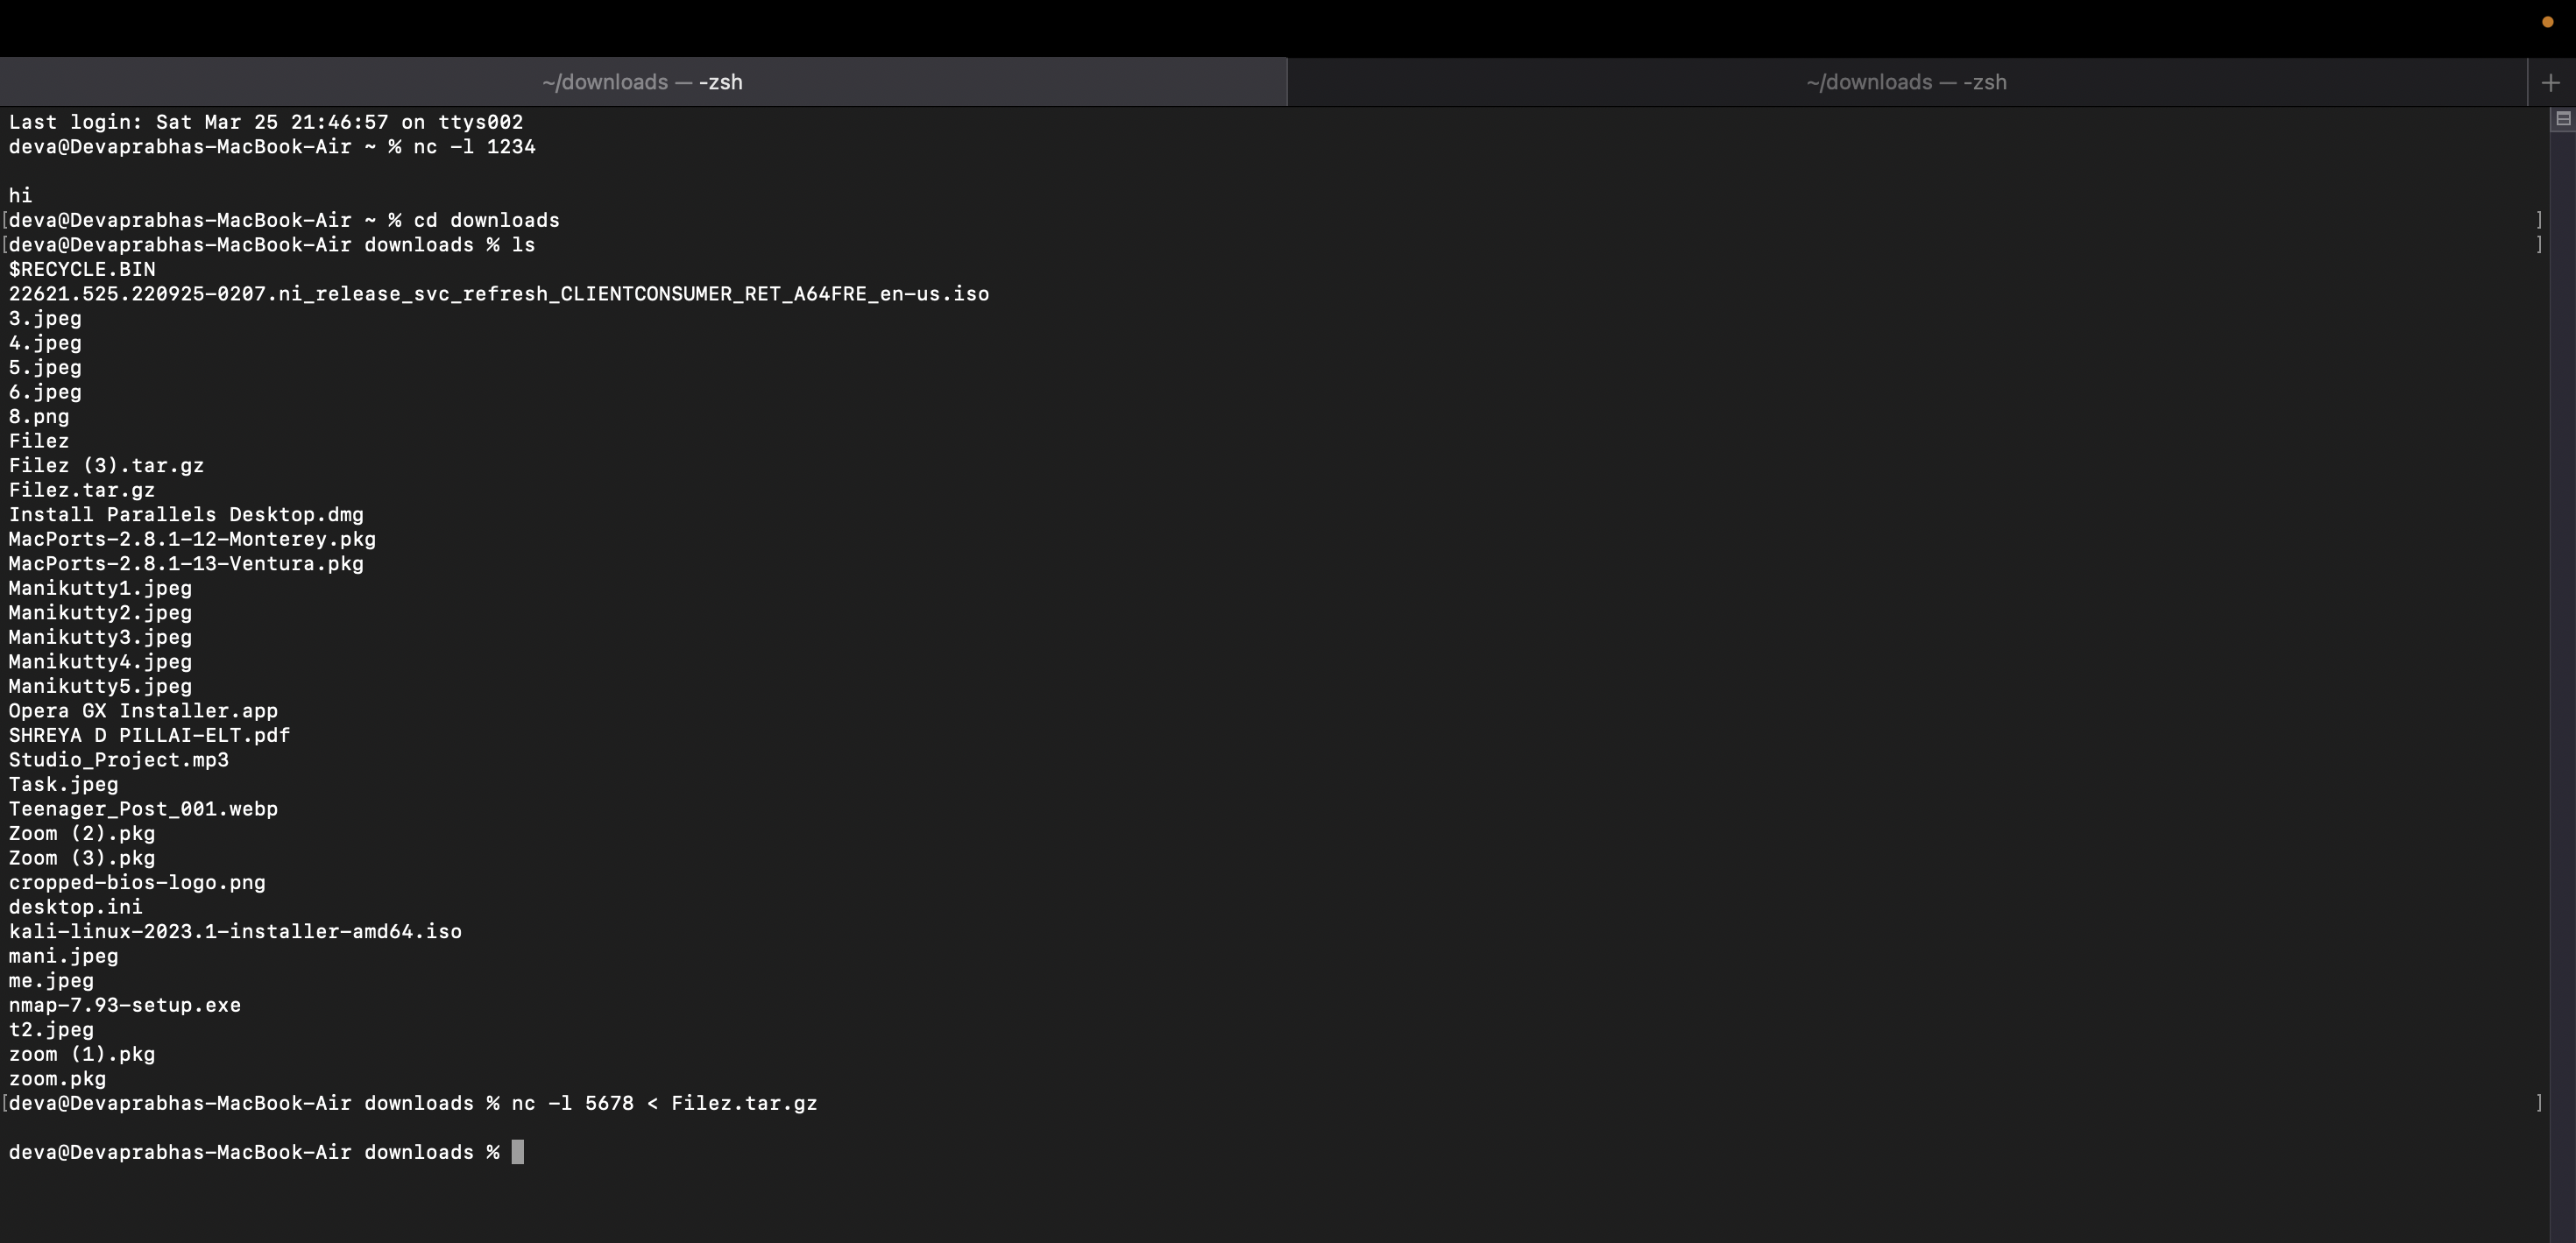 ~/downloads — -zsh
~/downloads — -zsh
+
Last login: Sat Mar 25 21:46:57 on ttys002
deva@Devaprabhas-MacBook-Air ~ % nc -l 1234
hi
[deva@Devaprabhas-MacBook-Air ~ % cd downloads ]
[deva@Devaprabhas-MacBook-Air downloads % ls ]
$RECYCLE.BIN
22621.525.220925-0207.ni_release_svc_refresh_CLIENTCONSUMER_RET_A64FRE_en-us.iso
3.jpeg
4.jpeg
5.jpeg
6.jpeg
8.png
Filez
Filez (3).tar.gz
Filez.tar.gz
Install Parallels Desktop.dmg
MacPorts-2.8.1-12-Monterey.pkg
MacPorts-2.8.1-13-Ventura.pkg
Manikutty1.jpeg
Manikutty2.jpeg
Manikutty3.jpeg
Manikutty4.jpeg
Manikutty5.jpeg
Opera GX Installer.app
SHREYA D PILLAI-ELT.pdf
Studio_Project.mp3
Task.jpeg
Teenager_Post_001.webp
Zoom (2).pkg
Zoom (3).pkg
cropped-bios-logo.png
desktop.ini
kali-linux-2023.1-installer-amd64.iso
mani.jpeg
me.jpeg
nmap-7.93-setup.exe
t2.jpeg
zoom (1).pkg
zoom.pkg
[deva@Devaprabhas-MacBook-Air downloads % nc -l 5678 < Filez.tar.gz ]
deva@Devaprabhas-MacBook-Air downloads %